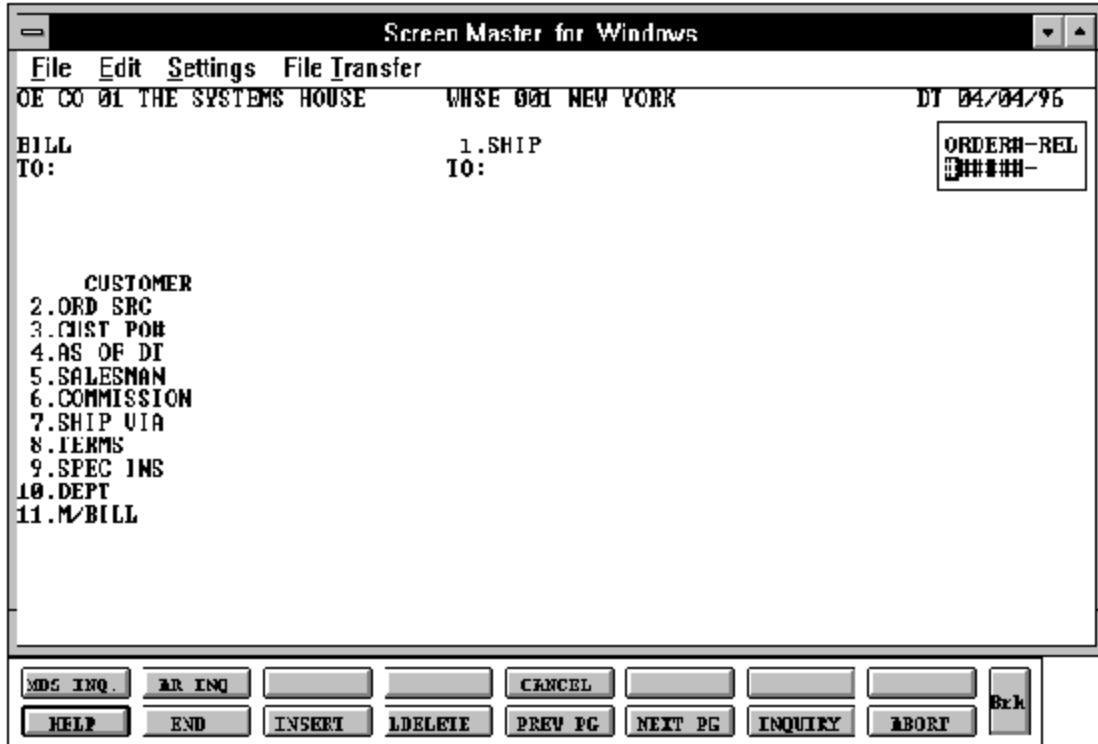 Screen Master for Windows
File Edit Settings File Transfer
OE CO 01 THE SYSTEMS HOUSE WHSE 001 NEW YORK DT 04/04/96
BILL 1.SHIP ORDER#-REL
TO: TO: ######-
CUSTOMER
2.ORD SRC
3.CUST PO#
4.AS OF DT
5.SALESMAN
6.COMMISSION
7.SHIP VIA
8.TERMS
9.SPEC INS
10.DEPT
11.M/BILL
MDS INQ. AR INQ CANCEL Brk
HELP END INSERT LDELETE PREV PG NEXT PG INQUIRY ABORT